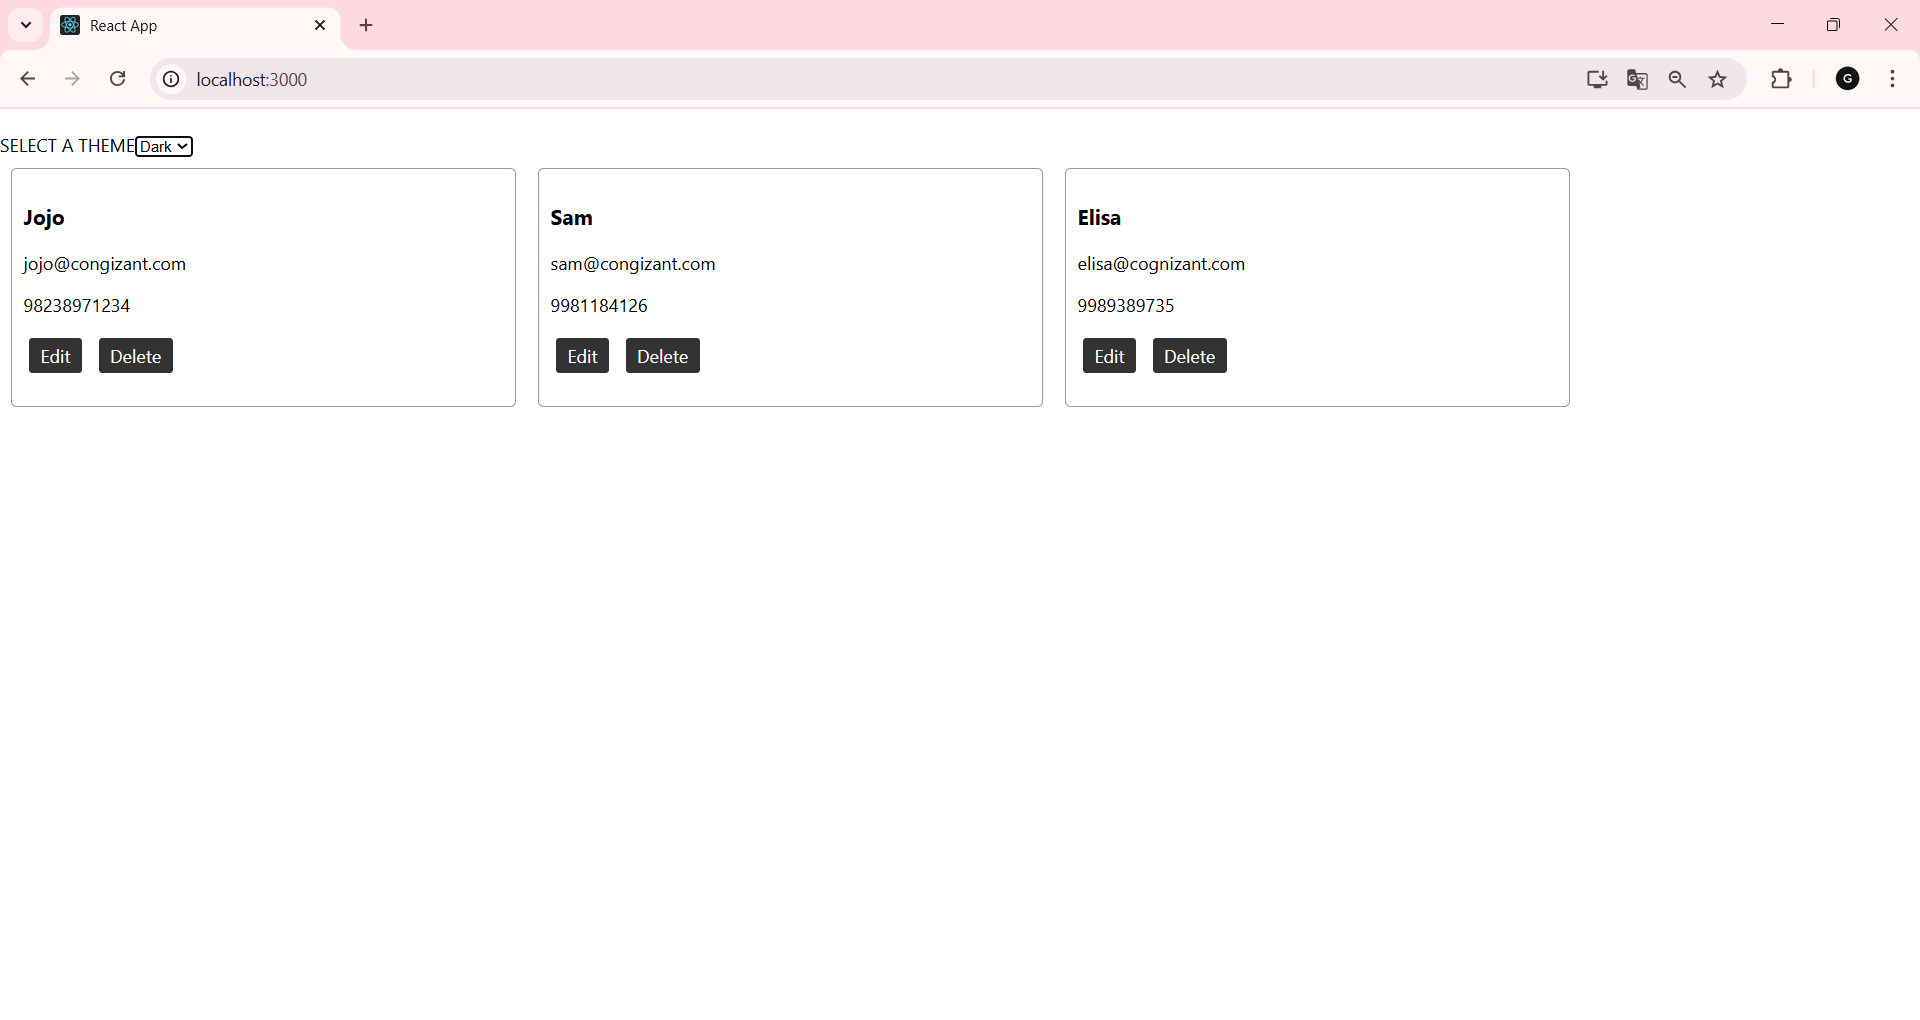 React App
localhost:3000
G
SELECT A THEME Dark
Jojo
jojo@congizant.com
98238971234
Edit Delete
Sam
sam@congizant.com
9981184126
Edit Delete
Elisa
elisa@cognizant.com
9989389735
Edit Delete